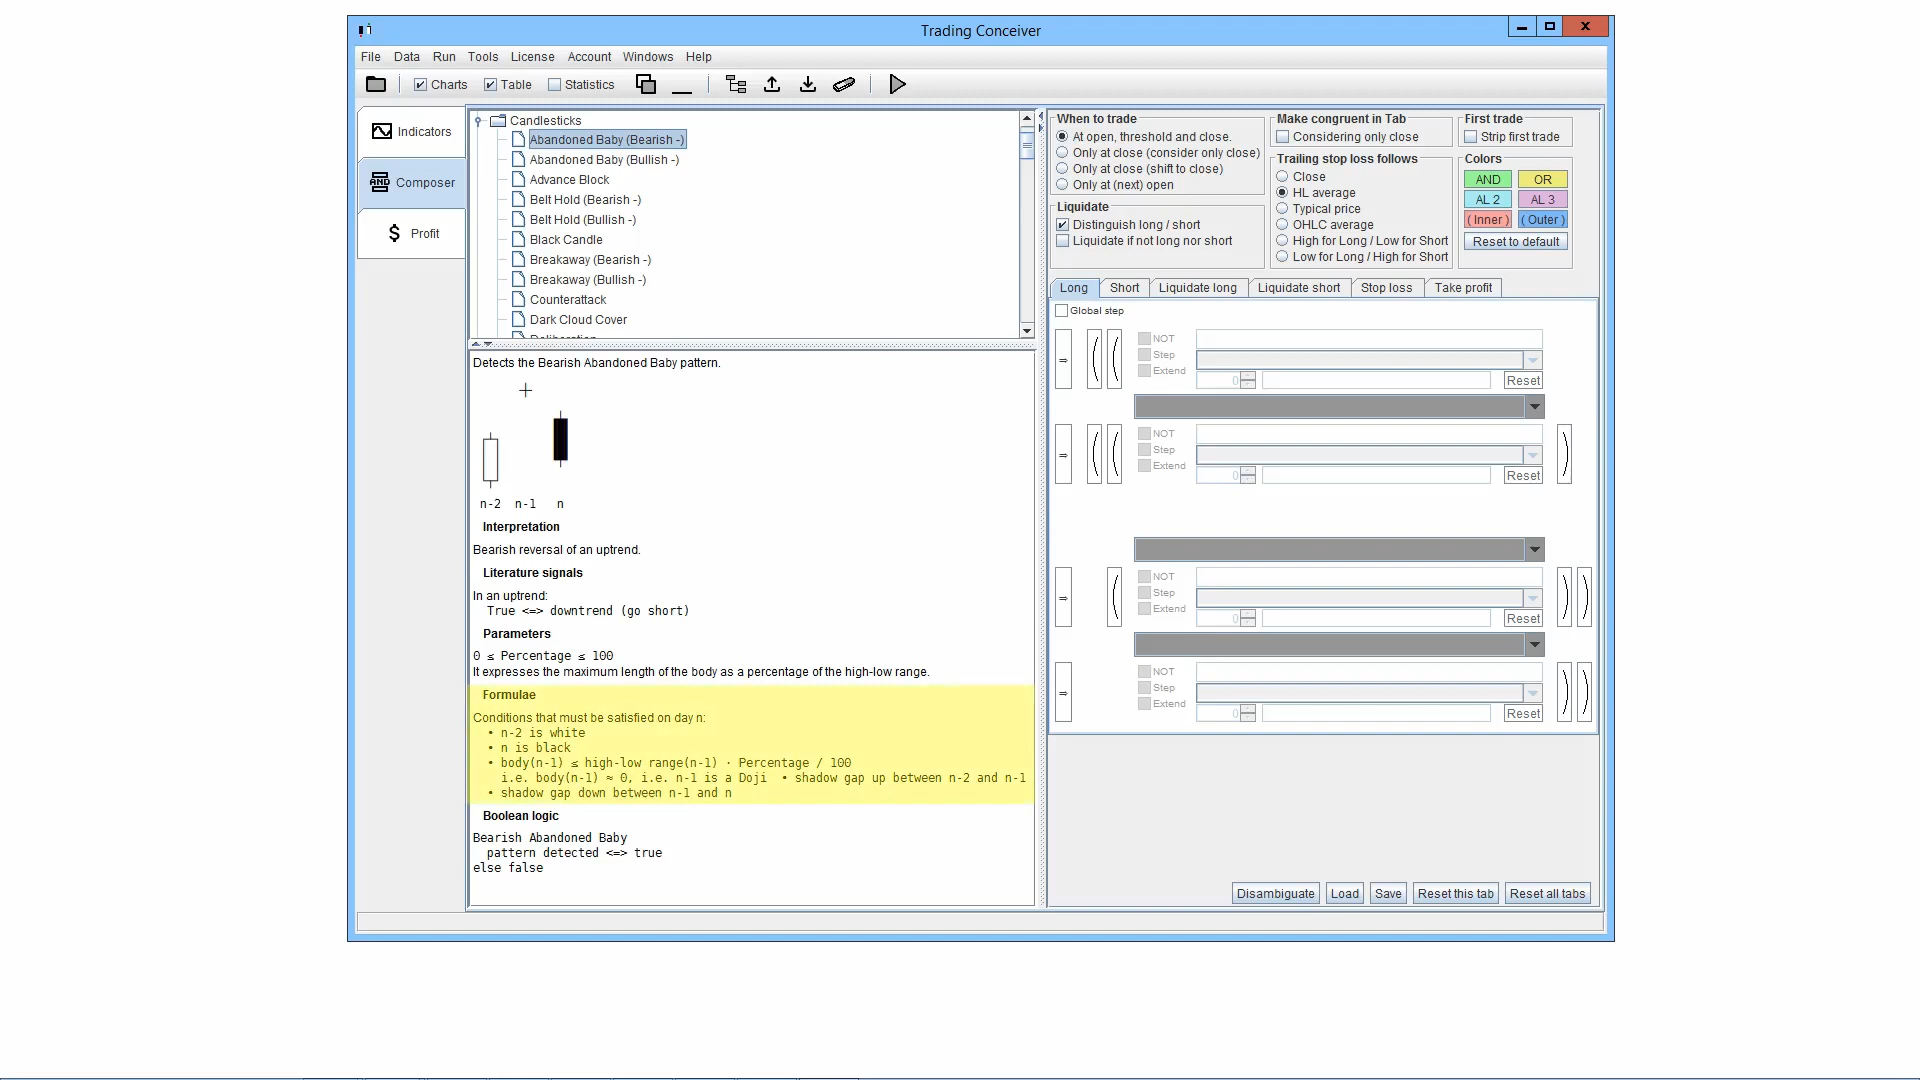 Trading Conceiver
File Data Run Tools License Account Windows Help
Charts Table Statistics
Indicators
Composer
Profit
Candlesticks
Abandoned Baby (Bearish -)
Abandoned Baby (Bullish -)
Advance Block
Belt Hold (Bearish -)
Belt Hold (Bullish -)
Black Candle
Breakaway (Bearish -)
Breakaway (Bullish -)
Counterattack
Dark Cloud Cover
Detects the Bearish Abandoned Baby pattern.
n-2 n-1 n
Interpretation
Bearish reversal of an uptrend.
Literature signals
In an uptrend:
True <=> downtrend (go short)
Parameters
0 ≤ Percentage ≤ 100
It expresses the maximum length of the body as a percentage of the high-low range.
Formulae
Conditions that must be satisfied on day n:
• n-2 is white
• n is black
• body(n-1) ≤ high-low range(n-1) · Percentage / 100
i.e. body(n-1) ≈ 0, i.e. n-1 is a Doji • shadow gap up between n-2 and n-1
• shadow gap down between n-1 and n
Boolean logic
Bearish Abandoned Baby
pattern detected <=> true
else false
When to trade
At open, threshold and close.
Only at close (consider only close)
Only at close (shift to close)
Only at (next) open
Liquidate
Distinguish long / short
Liquidate if not long nor short
Make congruent in Tab
Considering only close
Trailing stop loss follows
Close
HL average
Typical price
OHLC average
High for Long / Low for Short
Low for Long / High for Short
First trade
Strip first trade
Colors
AND OR
AL 2 AL 3
( Inner ) ( Outer )
Reset to default
Long Short Liquidate long Liquidate short Stop loss Take profit
Global step
⇒ ( ( NOT
Step
Extend 0 Reset
⇒ ( ( NOT )
Step
Extend 0 Reset
⇒ ( NOT ) )
Step
Extend 0 Reset
⇒ NOT ) )
Step
Extend 0 Reset
Disambiguate Load Save Reset this tab Reset all tabs